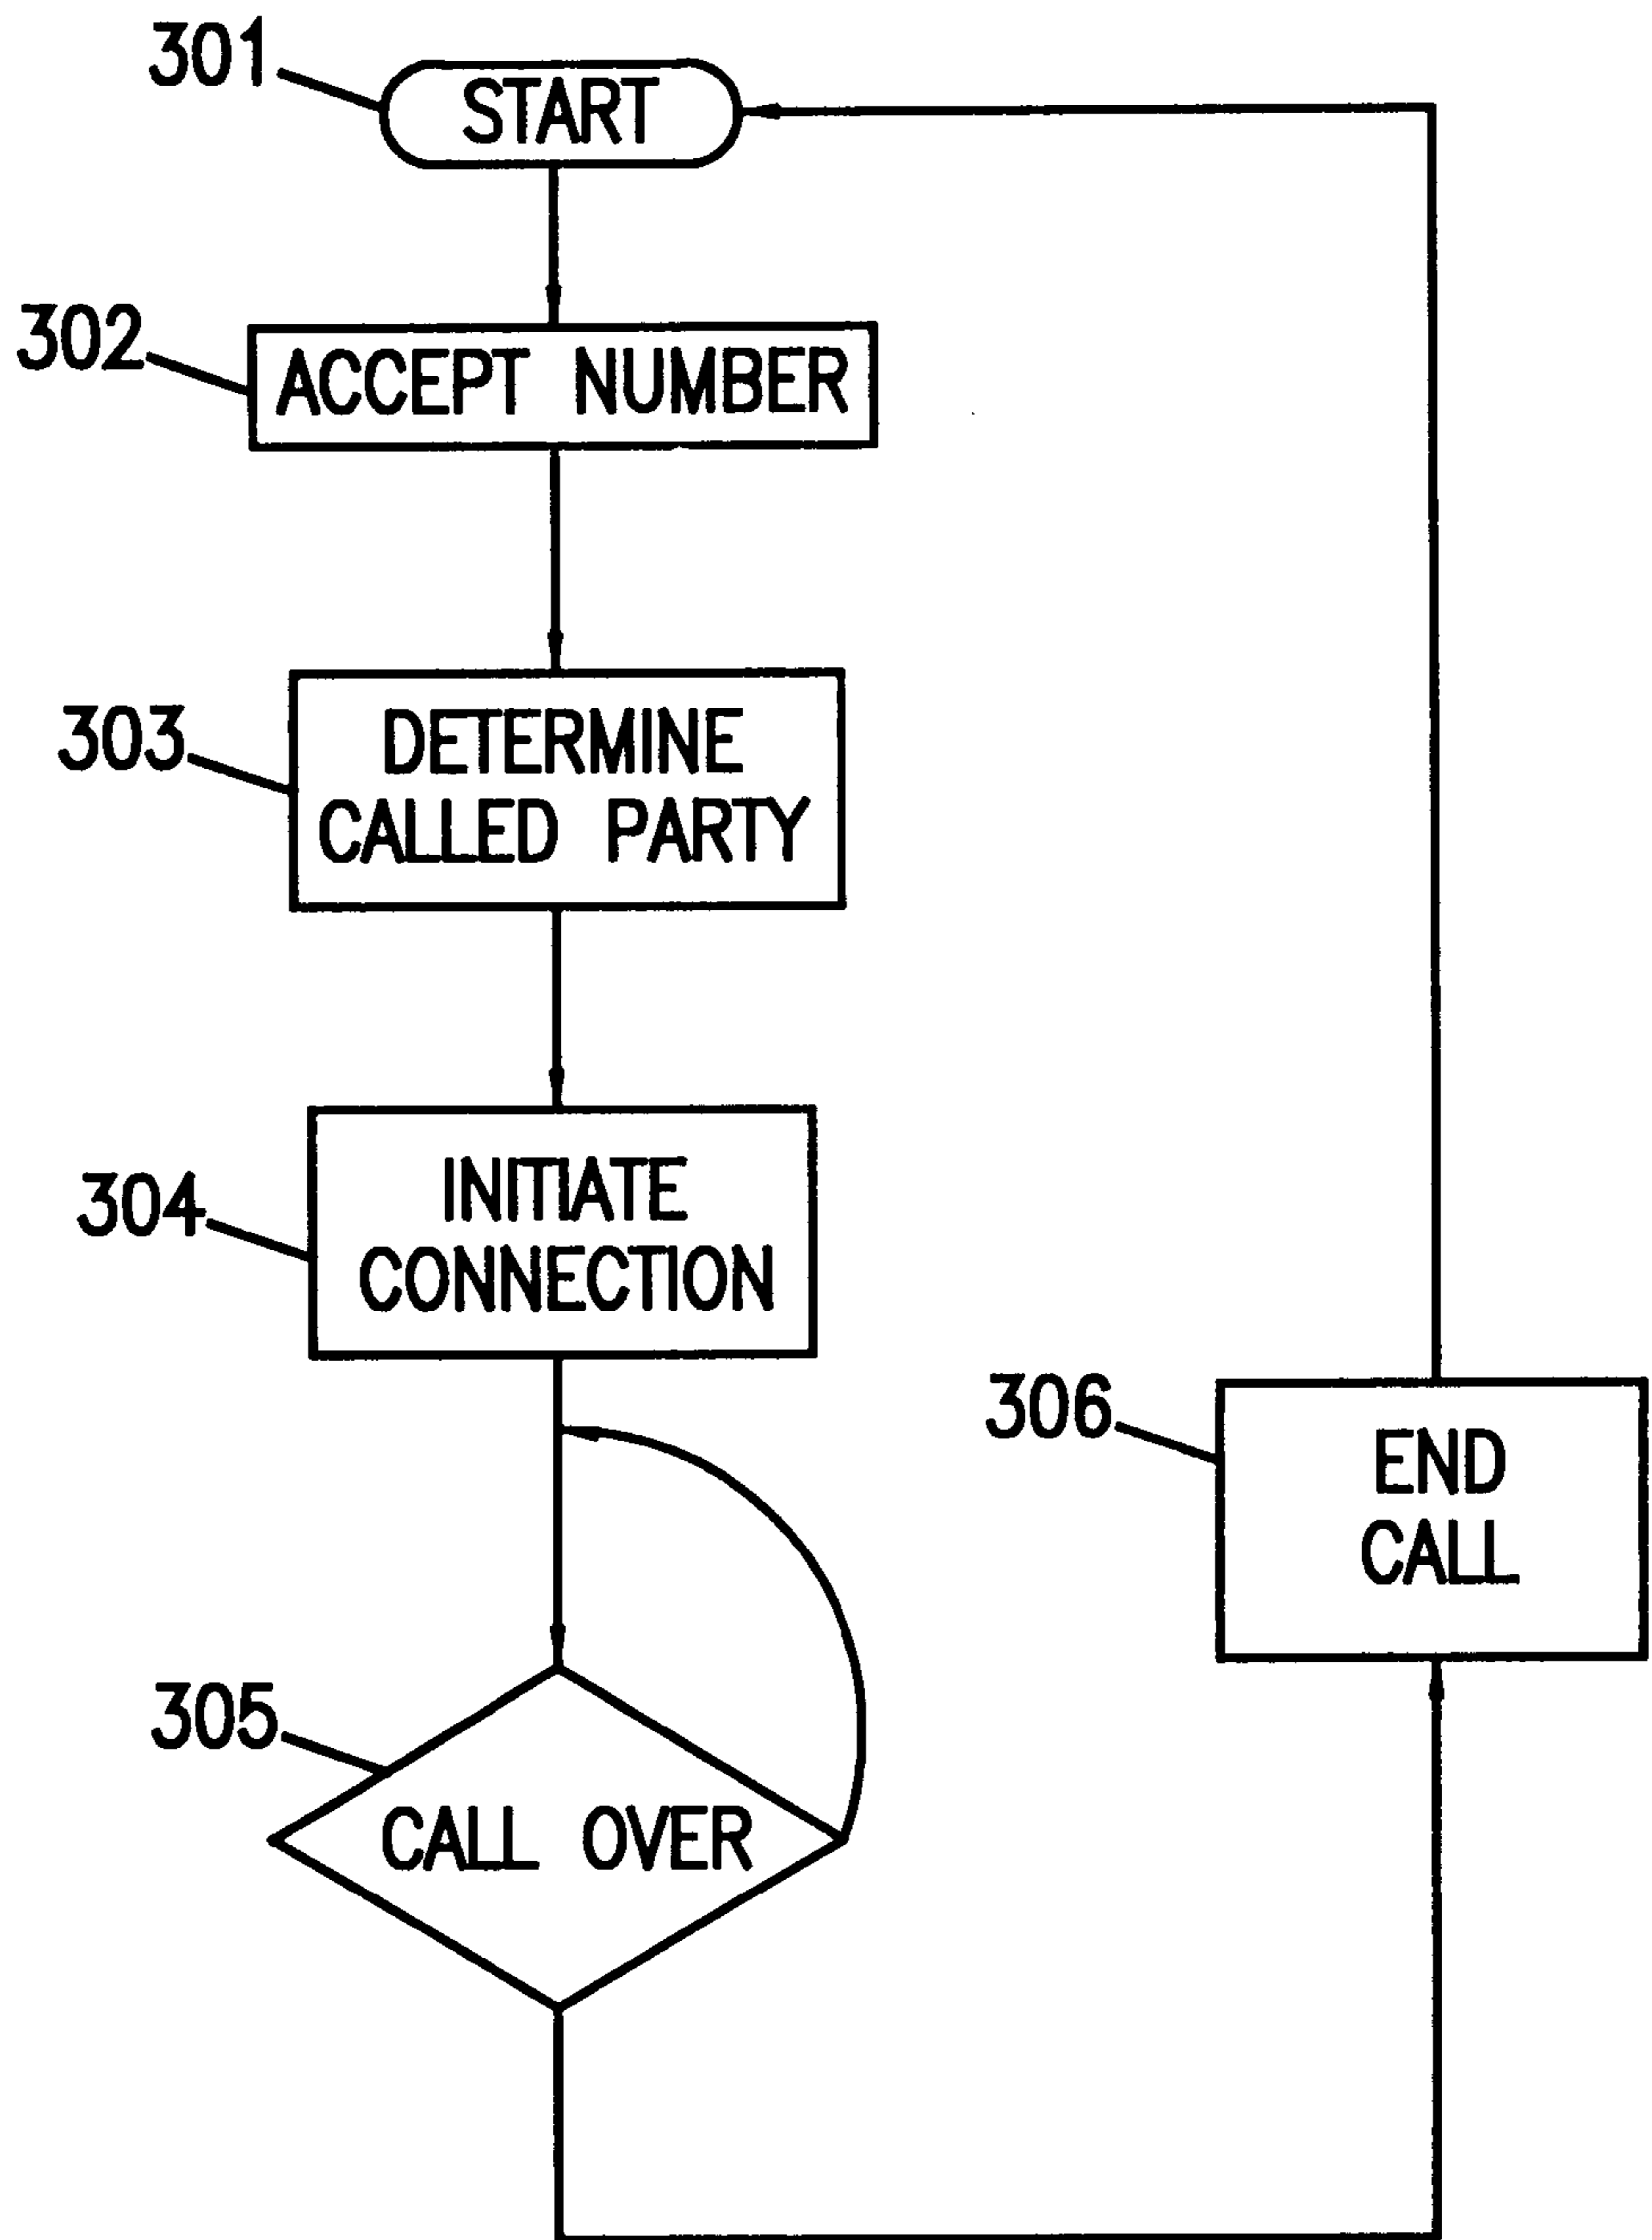 301
START
302
ACCEPT NUMBER
303
DETERMINE
CALLED PARTY
304
INITIATE
CONNECTION
306
END
CALL
305
CALL OVER